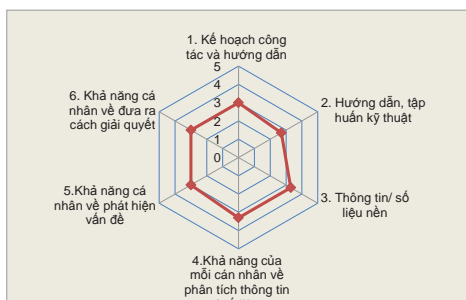 1. Kế hoạch công
tác và hướng dẫn
5
4
3
2
1
0
2. Hướng dẫn, tập
huấn kỹ thuật
3. Thông tin/ số
liệu nền
4.Khả năng của
mỗi cán nhân về
phân tích thông tin
5.Khả năng cá
nhân về phát hiện
vấn đề
6. Khả năng cá
nhân về đưa ra
cách giải quyết